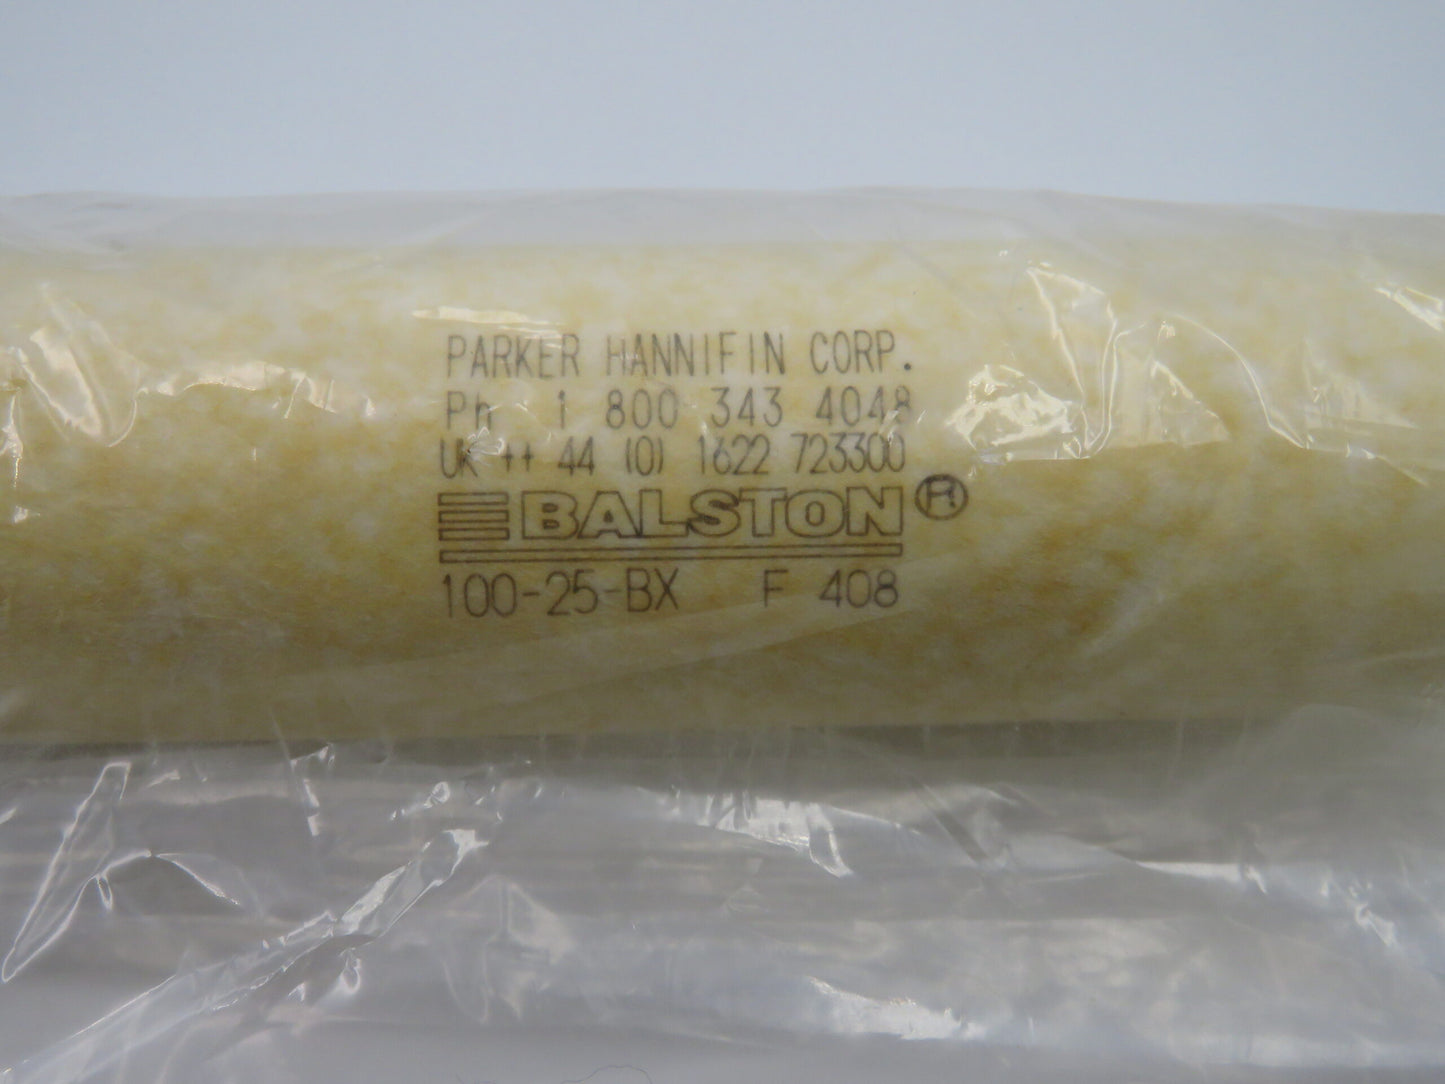 PARKER HANNIFIN CORP.
Ph 1 800 343 4048
UK ++ 44 (0) 1622 723300
BALSTON®
100-25-BX F 408